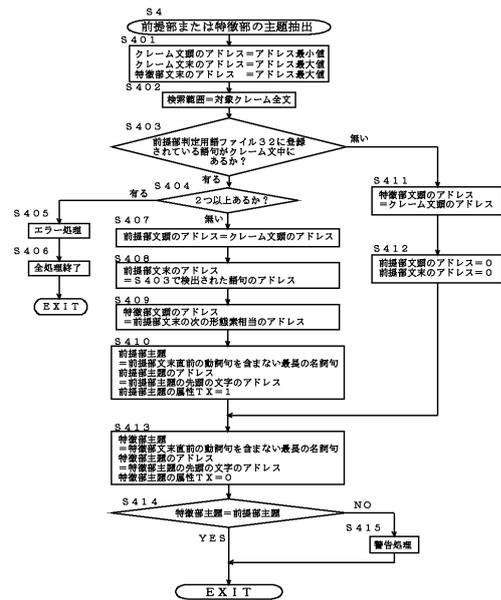 S4
前提部または特徴部の主題抽出
S401
クレーム文頭のアドレス=アドレス最小値
クレーム文末のアドレス=アドレス最大値
特徴部文末のアドレス =アドレス最大値
S402
検索範囲=対象クレーム全文
S403
前提部判定用語ファイル32に登録
されている語句がクレーム文中に
あるか?
無い
有る
S404
2つ以上あるか?
有る
無い
S405
エラー処理
S406
全処理終了
EXIT
S407
前提部文頭のアドレス=クレーム文頭のアドレス
S408
前提部文末のアドレス
=S403で検出された語句のアドレス
S409
特徴部文頭のアドレス
=前提部文末の次の形態素相当のアドレス
S410
前提部主題
=前提部文末直前の動詞句を含まない最長の名詞句
前提部主題のアドレス
=前提部主題の先頭の文字のアドレス
前提部主題の属性TX=1
S411
特徴部文頭のアドレス
=クレーム文頭のアドレス
S412
前提部文頭のアドレス=0
前提部文末のアドレス=0
S413
特徴部主題
=特徴部文末直前の動詞句を含まない最長の名詞句
特徴部主題のアドレス
=特徴部主題の先頭の文字のアドレス
特徴部主題の属性TX=0
S414
特徴部主題=前提部主題
NO
YES
S415
警告処理
EXIT